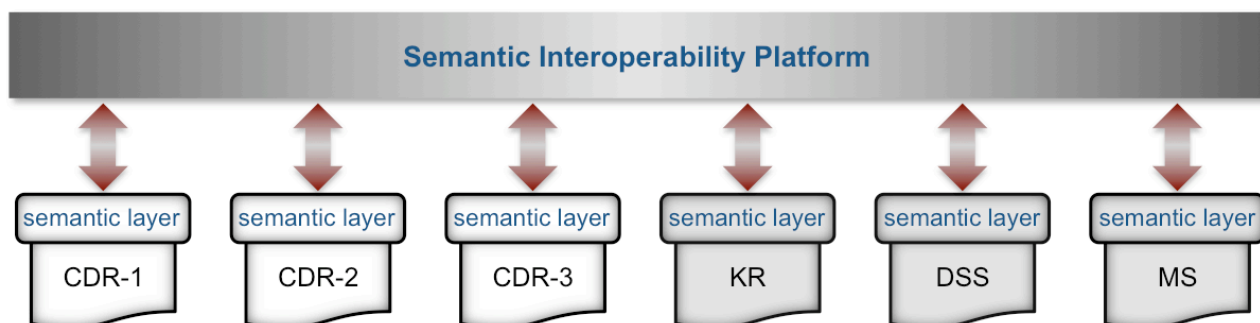 Semantic Interoperability Platform
semantic layer semantic layer semantic layer semantic layer semantic layer semantic layer
CDR-1 CDR-2 CDR-3 KR DSS MS